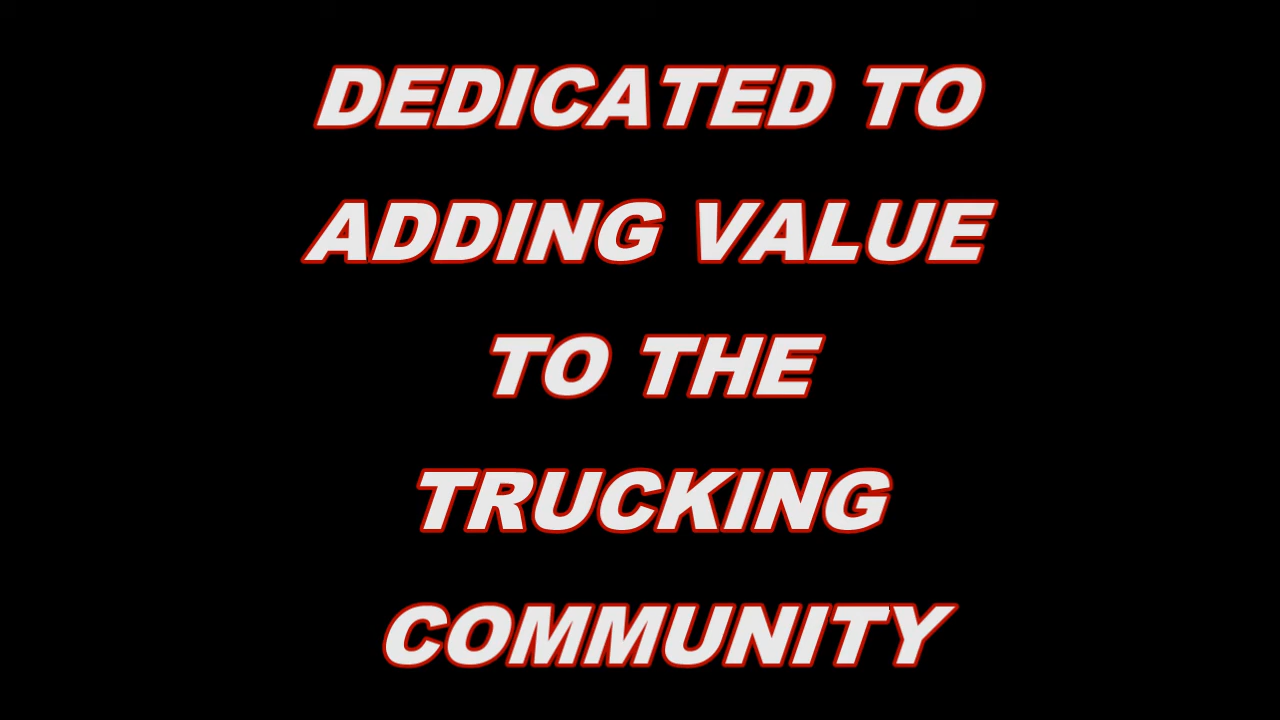 DEDICATED TO
ADDING VALUE
TO THE
TRUCKING
COMMUNITY